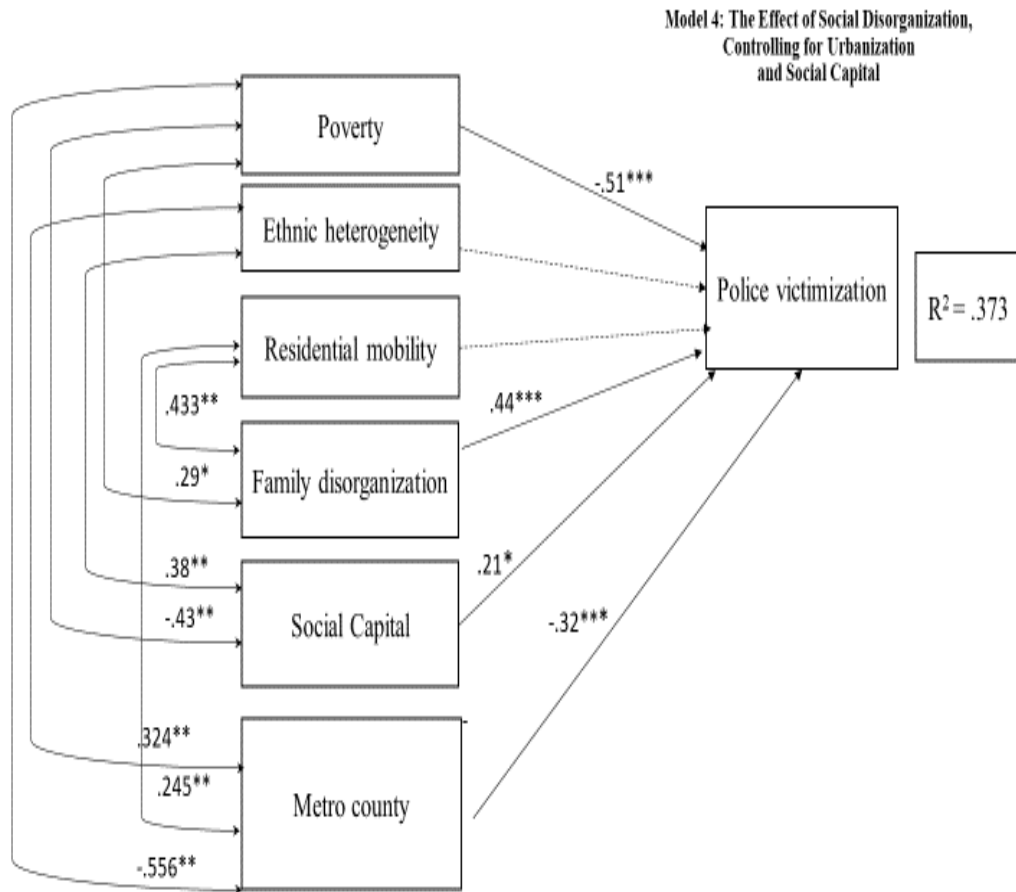 Model 4: The Effect of Social Disorganization,
Controlling for Urbanization
and Social Capital
Poverty
-.51***
Ethnic heterogeneity
Police victimization
R² = .373
Residential mobility
.433**
.44***
Family disorganization
.29*
.38**
.21*
Social Capital
-.43**
-.32***
.324**
-
.245**
Metro county
-.556**